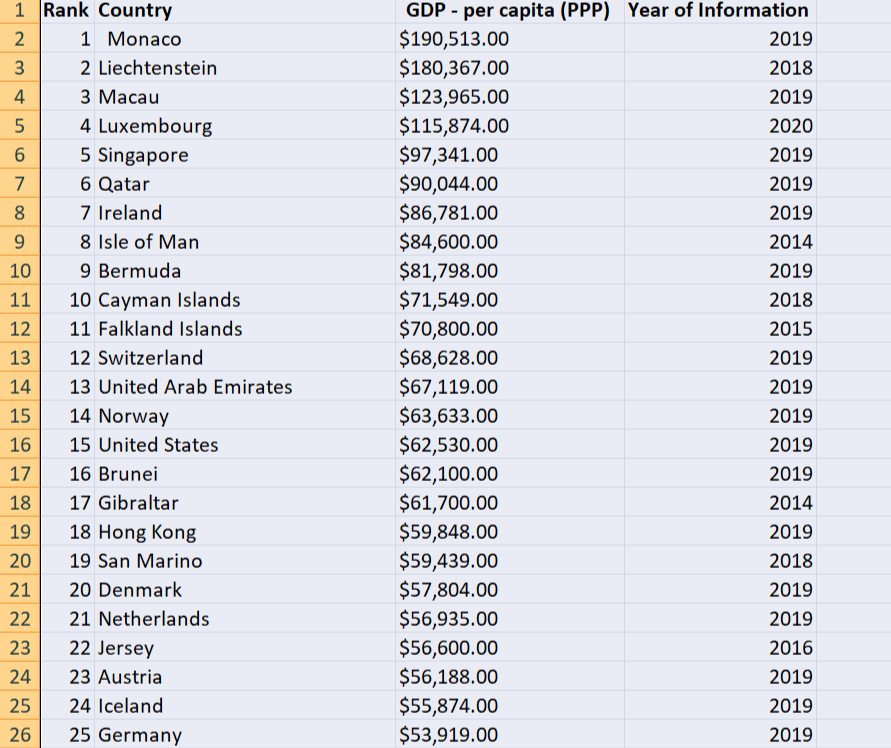 1 Rank Country GDP - per capita (PPP) Year of Information
2 1 Monaco $190,513.00 2019
3 2 Liechtenstein $180,367.00 2018
4 3 Macau $123,965.00 2019
5 4 Luxembourg $115,874.00 2020
6 5 Singapore $97,341.00 2019
7 6 Qatar $90,044.00 2019
8 7 Ireland $86,781.00 2019
9 8 Isle of Man $84,600.00 2014
10 9 Bermuda $81,798.00 2019
11 10 Cayman Islands $71,549.00 2018
12 11 Falkland Islands $70,800.00 2015
13 12 Switzerland $68,628.00 2019
14 13 United Arab Emirates $67,119.00 2019
15 14 Norway $63,633.00 2019
16 15 United States $62,530.00 2019
17 16 Brunei $62,100.00 2019
18 17 Gibraltar $61,700.00 2014
19 18 Hong Kong $59,848.00 2019
20 19 San Marino $59,439.00 2018
21 20 Denmark $57,804.00 2019
22 21 Netherlands $56,935.00 2019
23 22 Jersey $56,600.00 2016
24 23 Austria $56,188.00 2019
25 24 Iceland $55,874.00 2019
26 25 Germany $53,919.00 2019